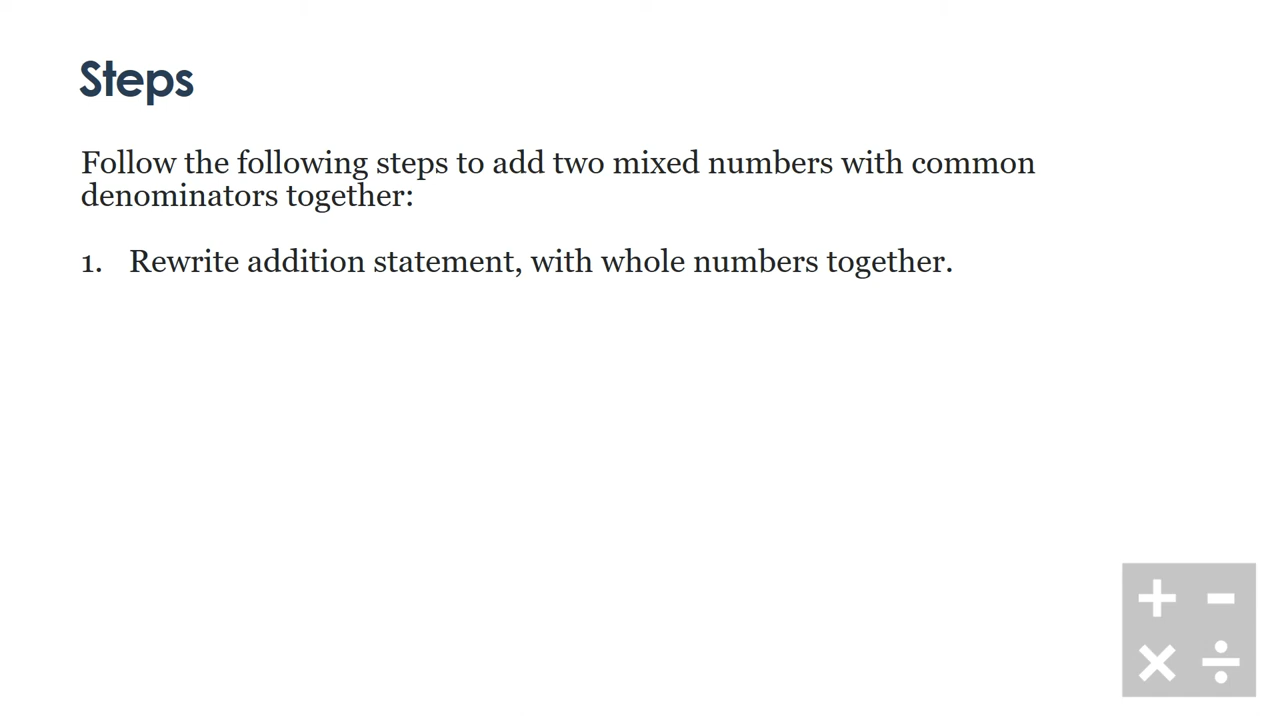 Steps
Follow the following steps to add two mixed numbers with common
denominators together:
1. Rewrite addition statement, with whole numbers together.
+ -
× ÷